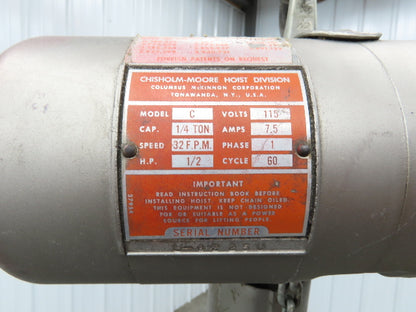 FOREIGN PATENTS ON REQUEST
CHISHOLM-MOORE HOIST DIVISION
COLUMBUS McKINNON CORPORATION
TONAWANDA, N.Y., U.S.A.
MODEL C VOLTS 115
CAP. 1/4 TON AMPS 7.5
SPEED 32 F.P.M. PHASE 1
H.P. 1/2 CYCLE 60
IMPORTANT
READ INSTRUCTION BOOK BEFORE
INSTALLING HOIST. KEEP CHAIN OILED.
THIS EQUIPMENT IS NOT DESIGNED
FOR OR SUITABLE AS A POWER
SOURCE FOR LIFTING PEOPLE.
SERIAL NUMBER